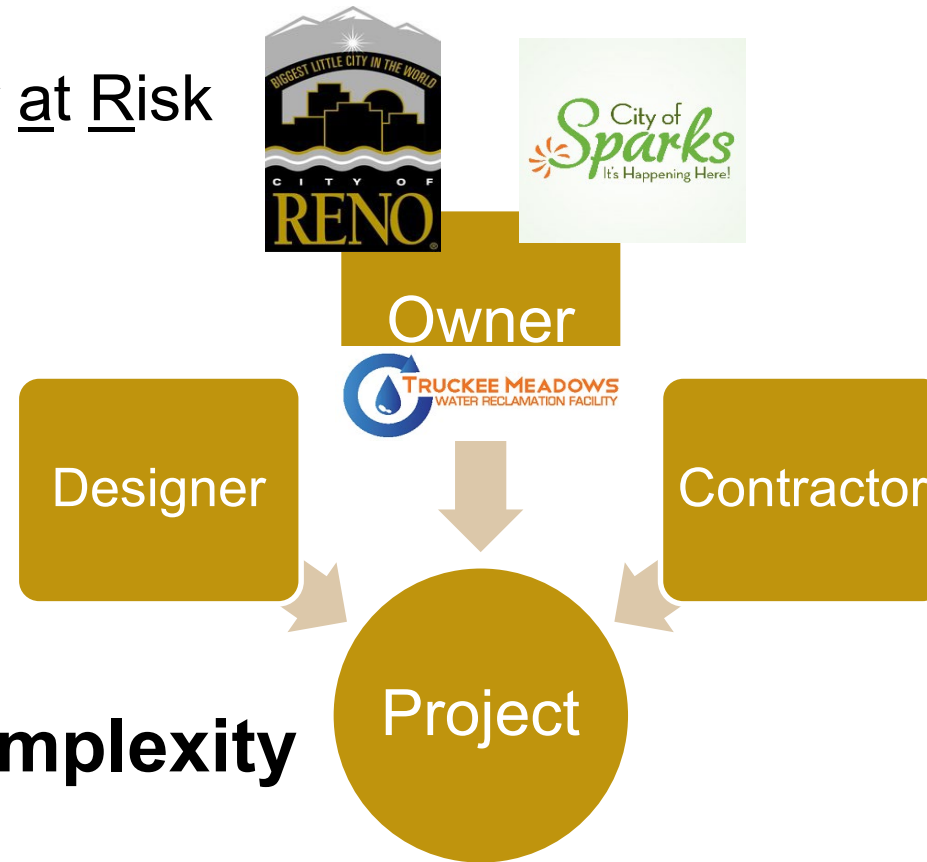 at Risk
BIGGEST LITTLE CITY IN THE WORLD
CITY OF
RENO®
City of
Sparks
It's Happening Here!
Owner
TRUCKEE MEADOWS
WATER RECLAMATION FACILITY
Designer
Contractor
Project
mplexity